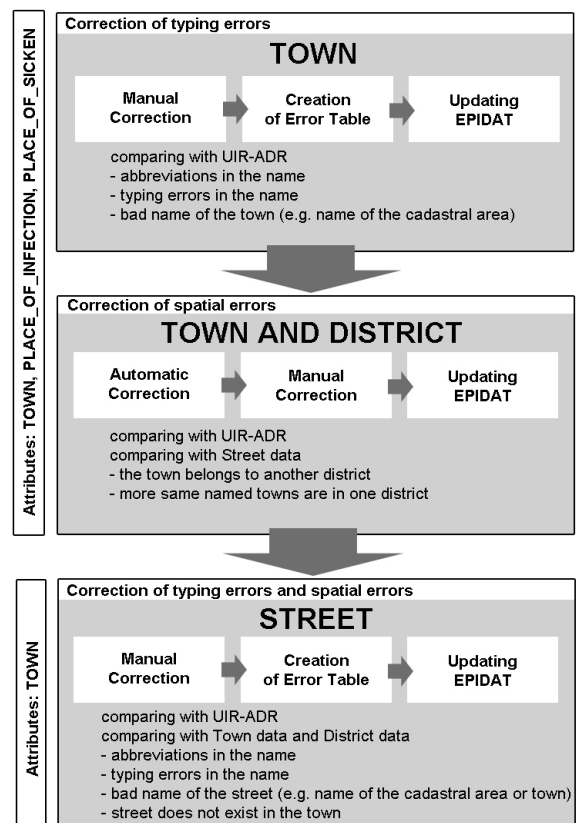 Attributes: TOWN, PLACE_OF_INFECTION, PLACE_OF_SICKEN
Correction of typing errors
TOWN
Manual
Correction
Creation
of Error Table
Updating
EPIDAT
comparing with UIR-ADR
- abbreviations in the name
- typing errors in the name
- bad name of the town (e.g. name of the cadastral area)
Correction of spatial errors
TOWN AND DISTRICT
Automatic
Correction
Manual
Correction
Updating
EPIDAT
comparing with UIR-ADR
comparing with Street data
- the town belongs to another district
- more same named towns are in one district
Attributes: TOWN
Correction of typing errors and spatial errors
STREET
Manual
Correction
Creation
of Error Table
Updating
EPIDAT
comparing with UIR-ADR
comparing with Town data and District data
- abbreviations in the name
- typing errors in the name
- bad name of the street (e.g. name of the cadastral area or town)
- street does not exist in the town